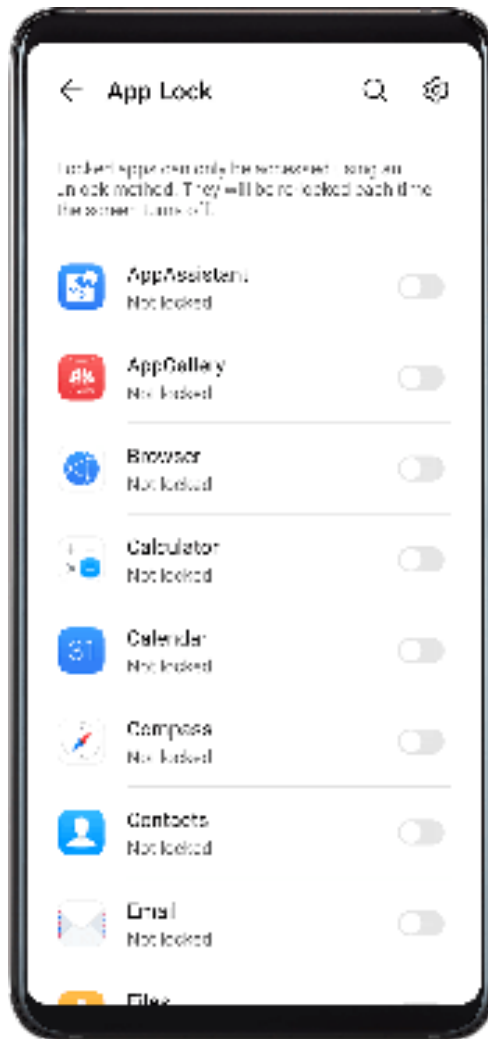 App Lock
Locked apps can only be accessed using an
unlock method. They will be re-locked each time
the screen turns off.
AppAssistant
Not locked
AppGallery
Not locked
Browser
Not locked
Calculator
Not locked
31
Calendar
Not locked
Compass
Not locked
Contacts
Not locked
Email
Not locked
Files